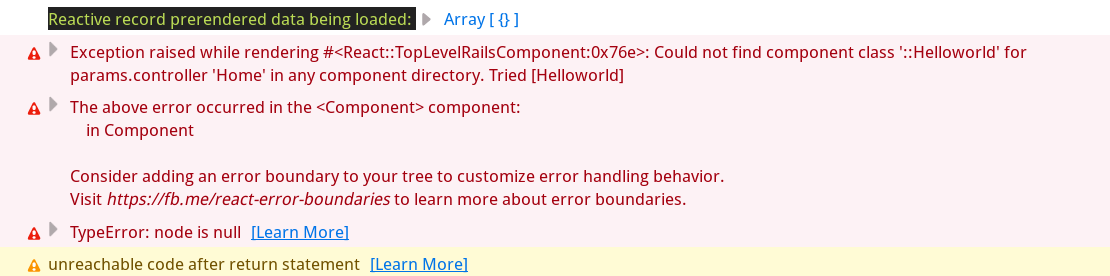 Reactive record prerendered data being loaded: Array [ {} ]
Exception raised while rendering #<React::TopLevelRailsComponent:0x76e>: Could not find component class '::Helloworld' for
params.controller 'Home' in any component directory. Tried [Helloworld]
The above error occurred in the <Component> component:
in Component
Consider adding an error boundary to your tree to customize error handling behavior.
Visit https://fb.me/react-error-boundaries to learn more about error boundaries.
TypeError: node is null [Learn More]
unreachable code after return statement [Learn More]